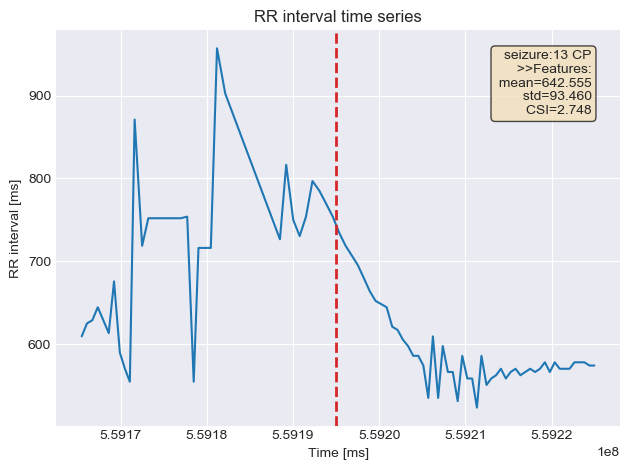 RR interval time series
seizure:13 CP
>>Features:
mean=642.555
std=93.460
CSI=2.748
RR interval [ms]
900
800
700
600
5.5917 5.5918 5.5919 5.5920 5.5921 5.5922
Time [ms]
1e8